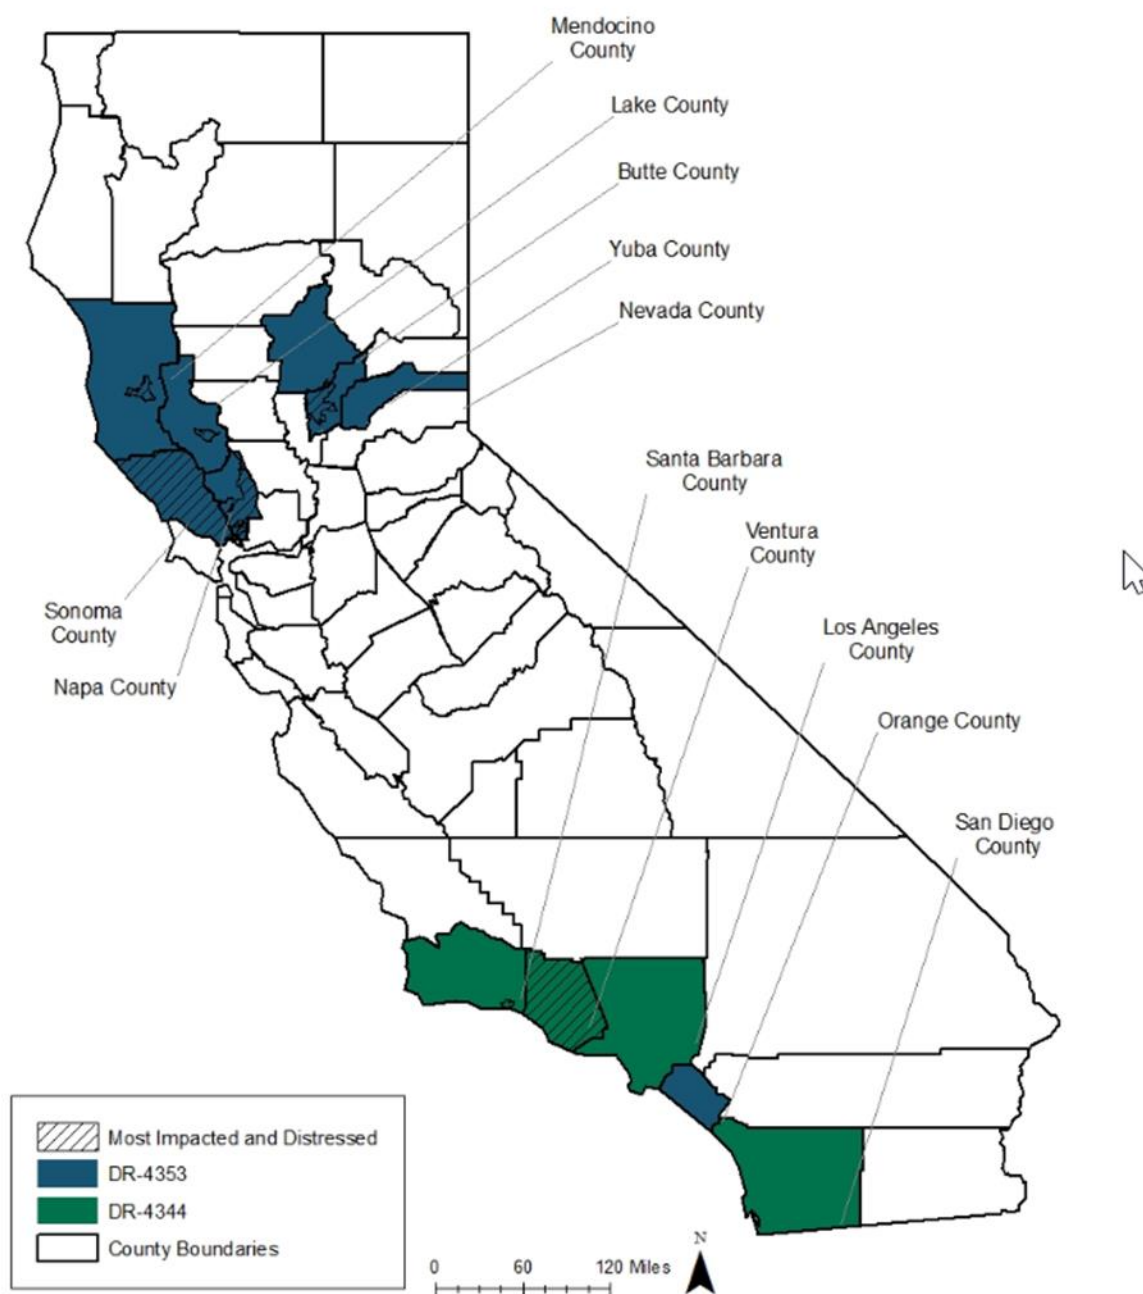 Mendocino
County
Lake County
Butte County
Yuba County
Nevada County
Santa Barbara
County
Ventura
County
Sonoma
County
Los Angeles
County
Napa County
Orange County
San Diego
County
Most Impacted and Distressed
DR-4353
DR-4344
County Boundaries
0 60 120 Miles
N